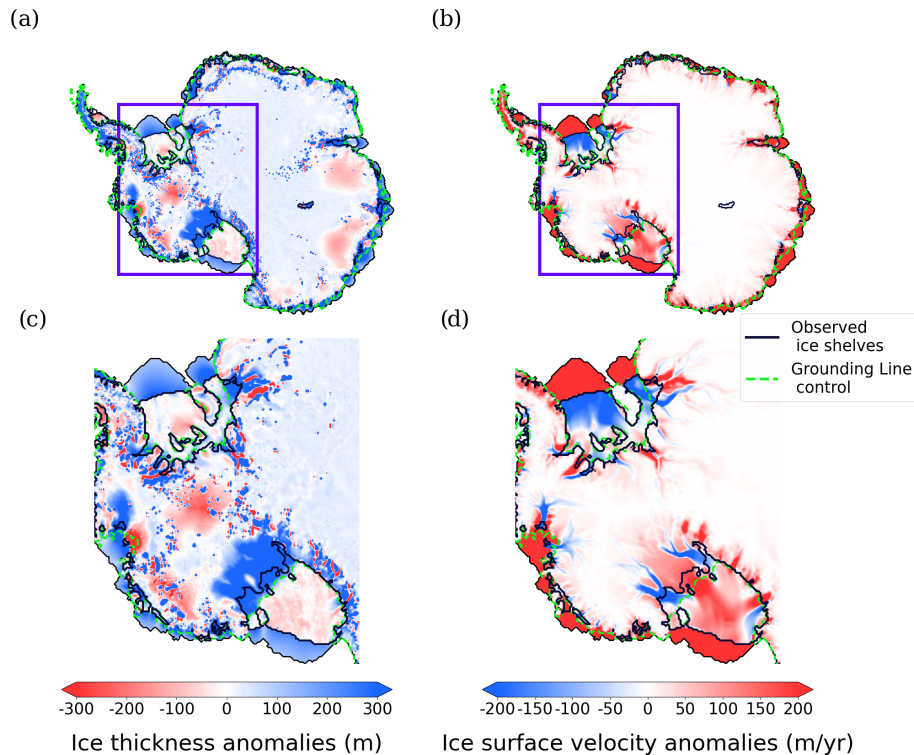 (a)
(b)
(c)
(d)
Observed
ice shelves
Grounding Line
control
-300 -200 -100 0 100 200 300
Ice thickness anomalies (m)
-200-150-100 -50 0 50 100 150 200
Ice surface velocity anomalies (m/yr)